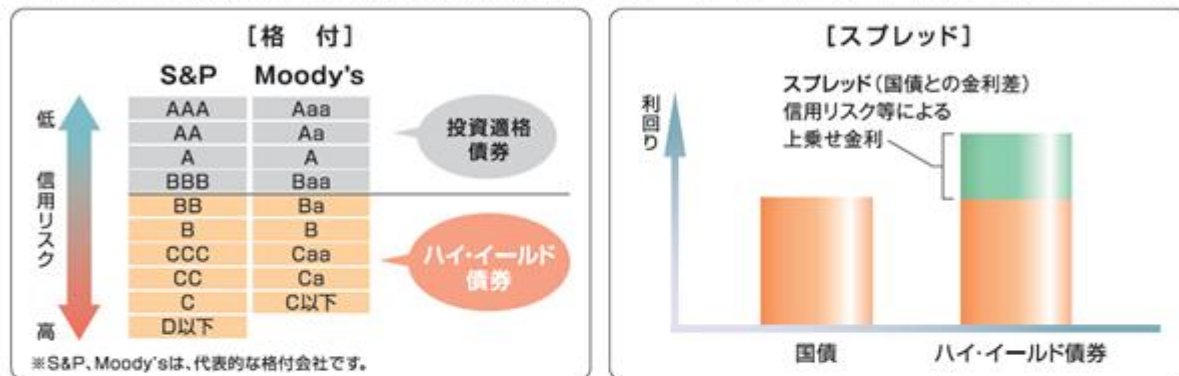 [格 付]
S&P Moody's
低
信用リスク
高
AAA Aaa
AA Aa
A A
BBB Baa
BB Ba
B B
CCC Caa
CC Ca
C C以下
D以下
投資適格
債券
ハイ・イールド
債券
※S&P、Moody'sは、代表的な格付会社です。
[スプレッド]
スプレッド(国債との金利差)
信用リスク等による
上乗せ金利
利回り
国債 ハイ・イールド債券